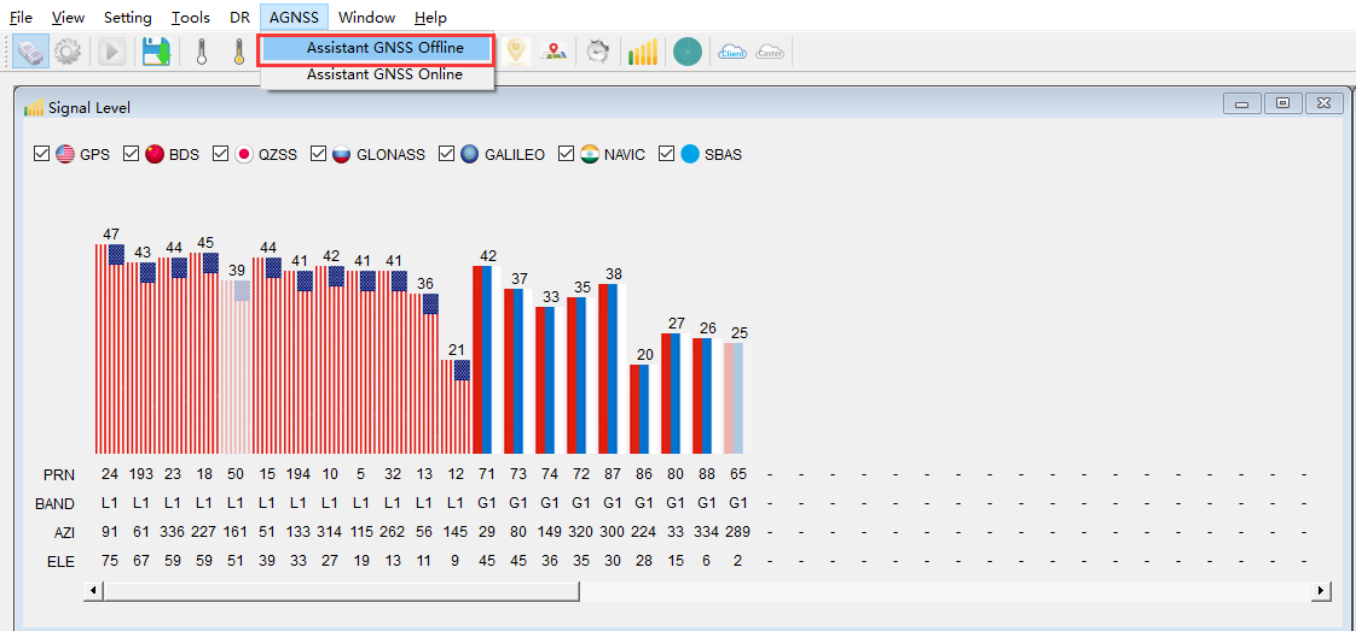 File View Setting Tools DR AGNSS Window Help
Assistant GNSS Offline
Client Caster
Assistant GNSS Online
Signal Level
GPS BDS QZSS GLONASS GALILEO NAVIC SBAS
47 43 44 45 39 44 41 42 41 41 36 21 42 37 33 35 38 20 27 26 25
PRN 24 193 23 18 50 15 194 10 5 32 13 12 71 73 74 72 87 86 80 88 65 - - - - - - - - - - - - - - - - - -
BAND L1 L1 L1 L1 L1 L1 L1 L1 L1 L1 L1 L1 G1 G1 G1 G1 G1 G1 G1 G1 G1 - - - - - - - - - - - - - - - - - -
AZI 91 61 336 227 161 51 133 314 115 262 56 145 29 80 149 320 300 224 33 334 289 - - - - - - - - - - - - - - - - - -
ELE 75 67 59 59 51 39 33 27 19 13 11 9 45 45 36 35 30 28 15 6 2 - - - - - - - - - - - - - - - - - -